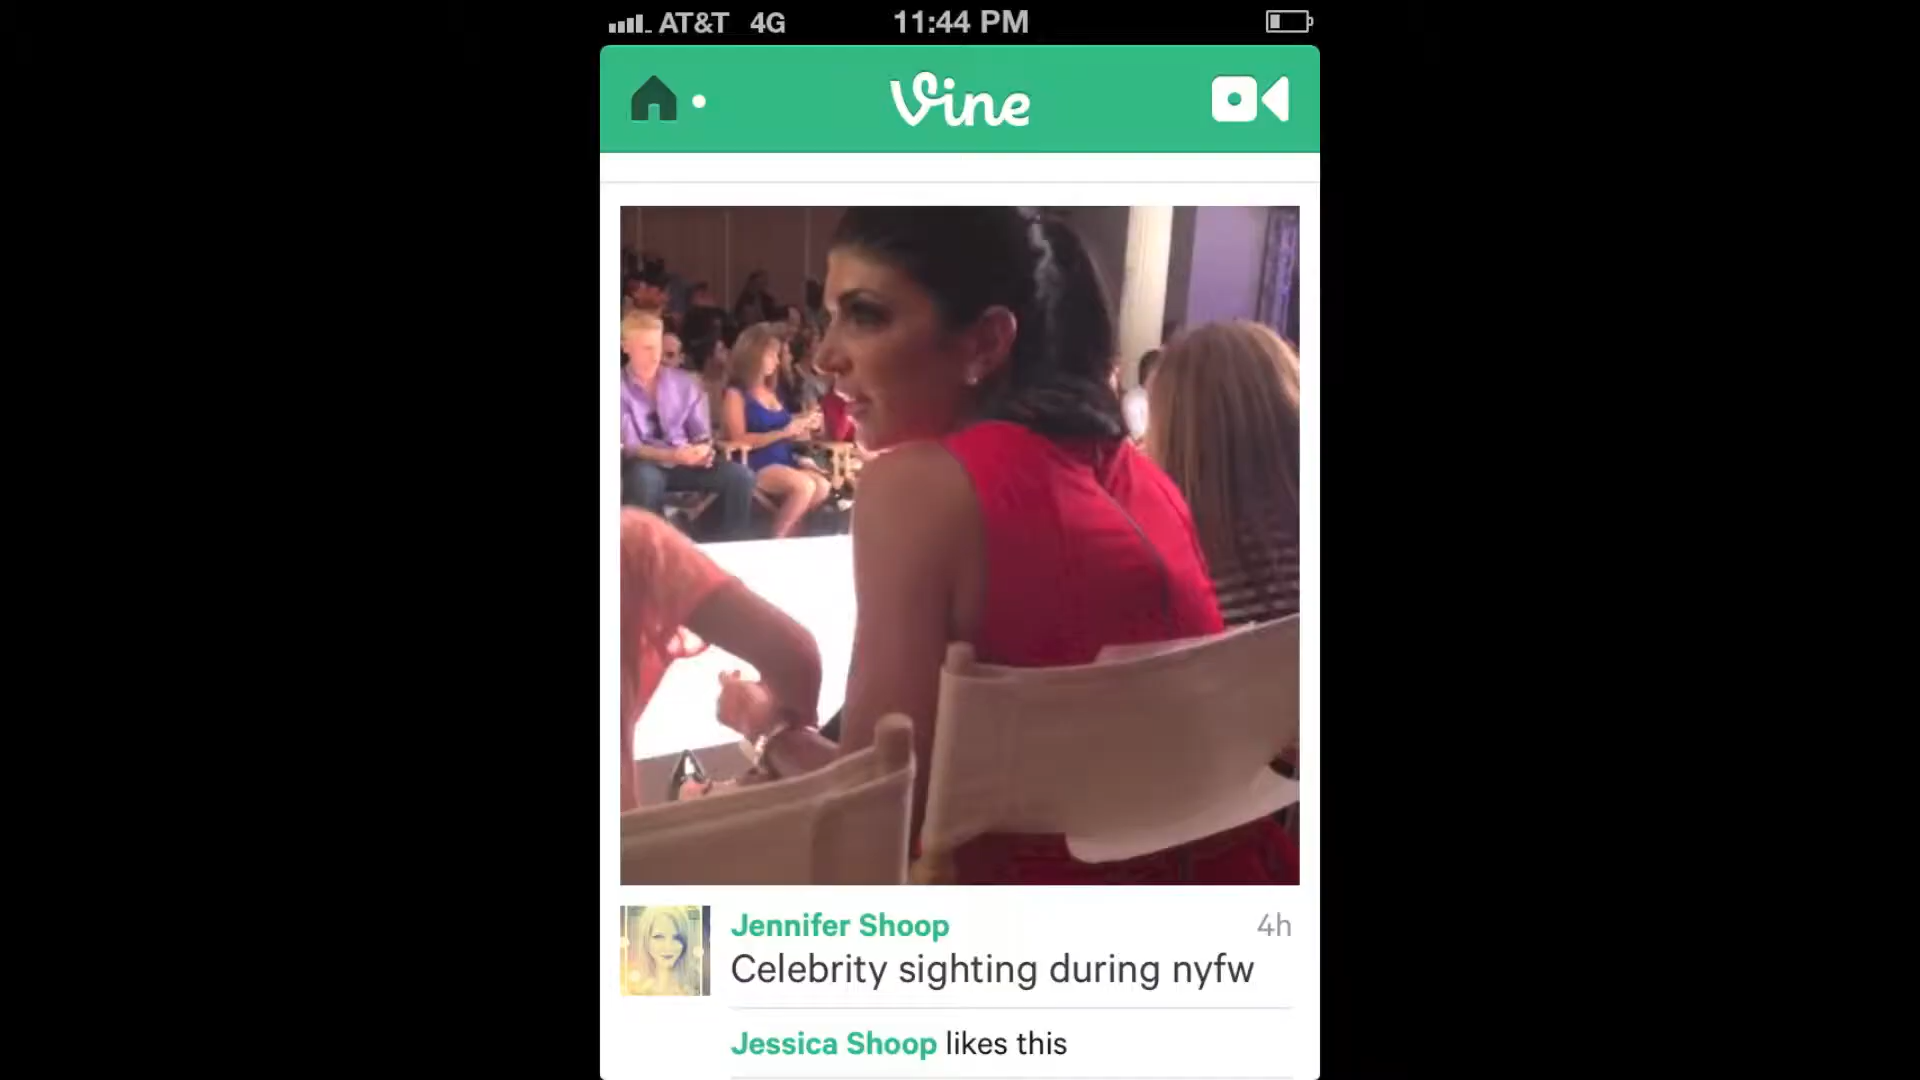 AT&T 4G 11:44 PM
Vine
Jennifer Shoop 4h
Celebrity sighting during nyfw
Jessica Shoop likes this